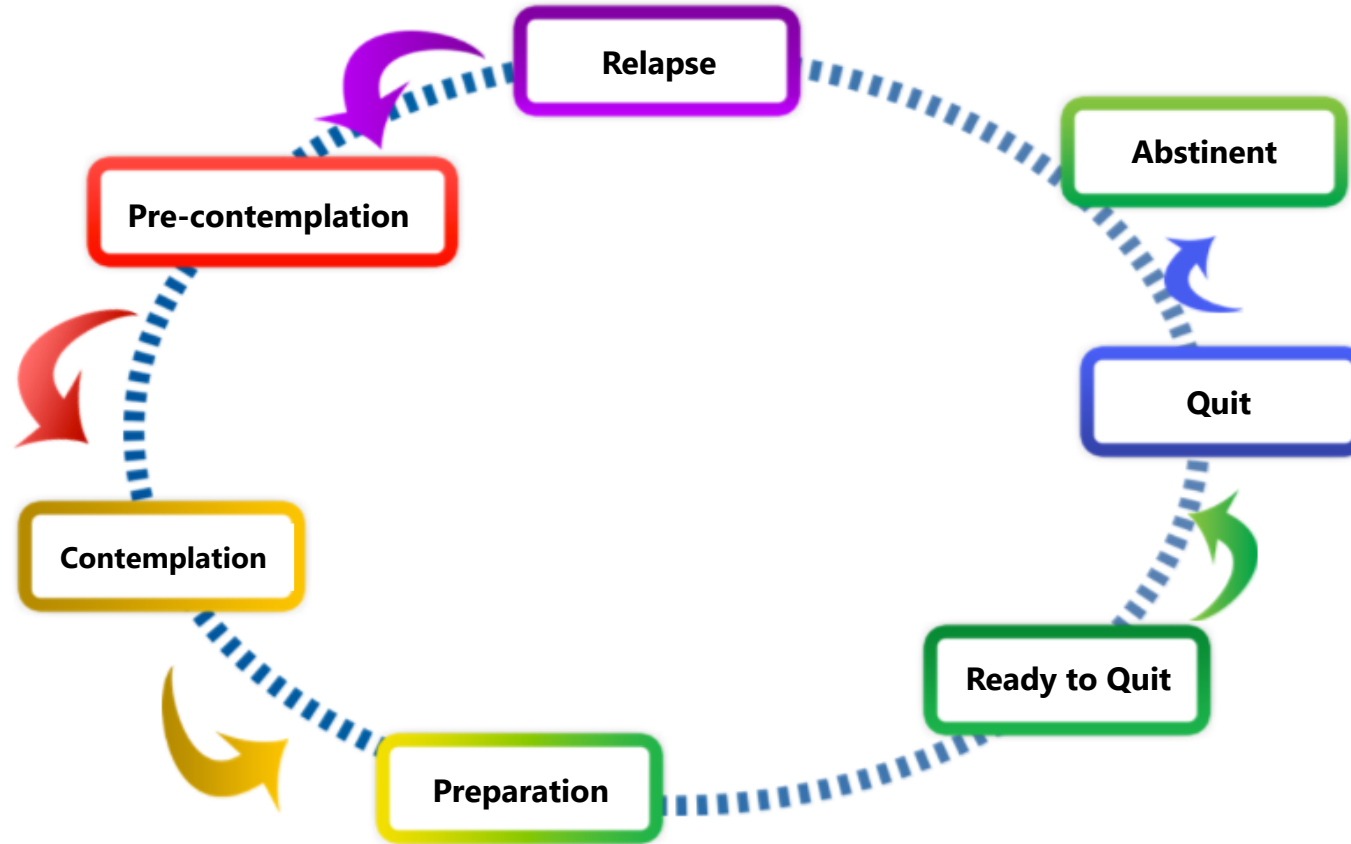 Relapse
Abstinent
Pre-contemplation
Quit
Contemplation
Ready to Quit
Preparation